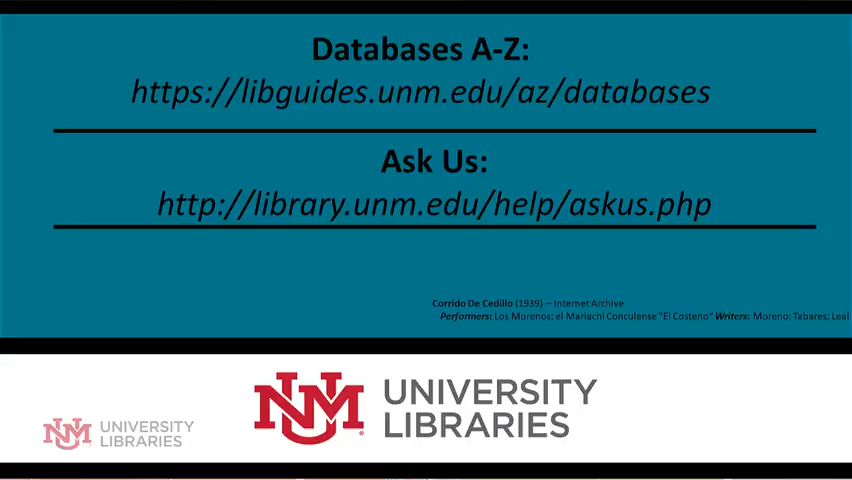 Databases A-Z:
https://libguides.unm.edu/az/databases
Ask Us:
http://library.unm.edu/help/askus.php
Corrido De Cedillo (1939) – Internet Archive
- Performers: Los Morenos; el Mariachi Conculense "El Costeno" Writers: Moreno; Tabares; Leal
UNM UNIVERSITY
LIBRARIES
UNM UNIVERSITY
LIBRARIES